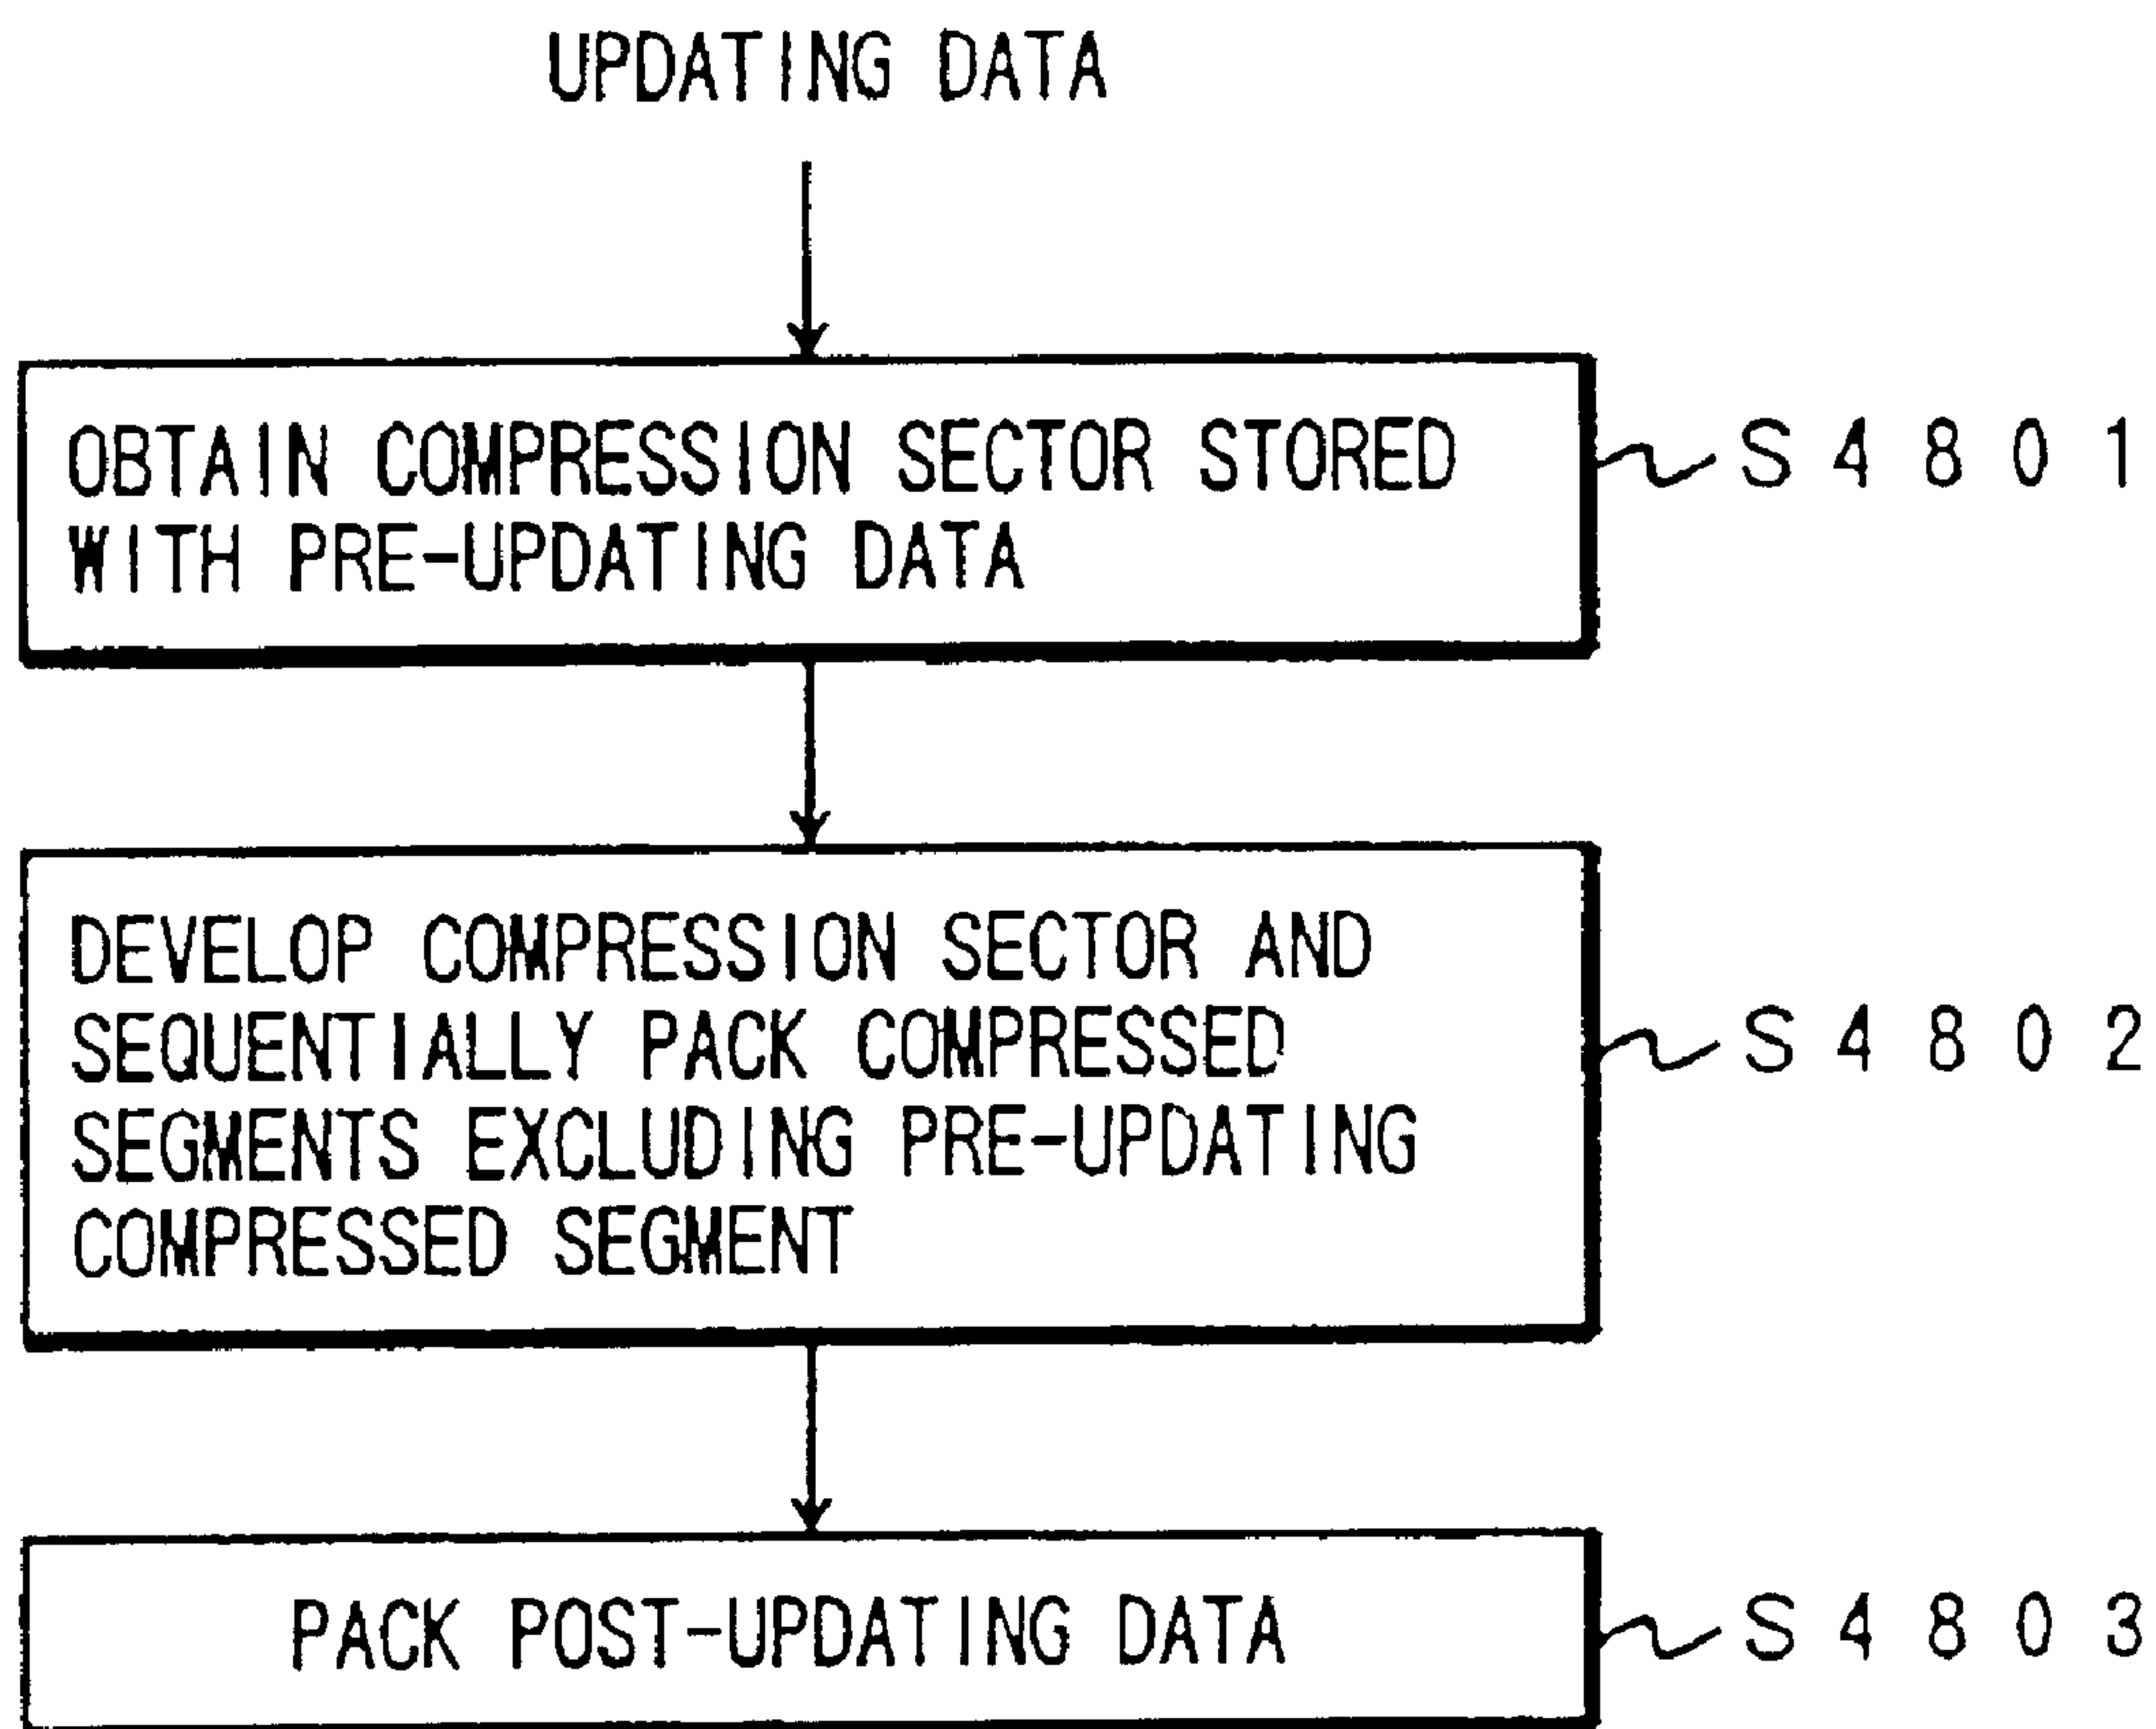 UPDATING DATA
OBTAIN COMPRESSION SECTOR STORED
WITH PRE-UPDATING DATA
S4801
DEVELOP COMPRESSION SECTOR AND
SEQUENTIALLY PACK COMPRESSED
SEGMENTS EXCLUDING PRE-UPDATING
COMPRESSED SEGMENT
S4802
PACK POST-UPDATING DATA
S4803